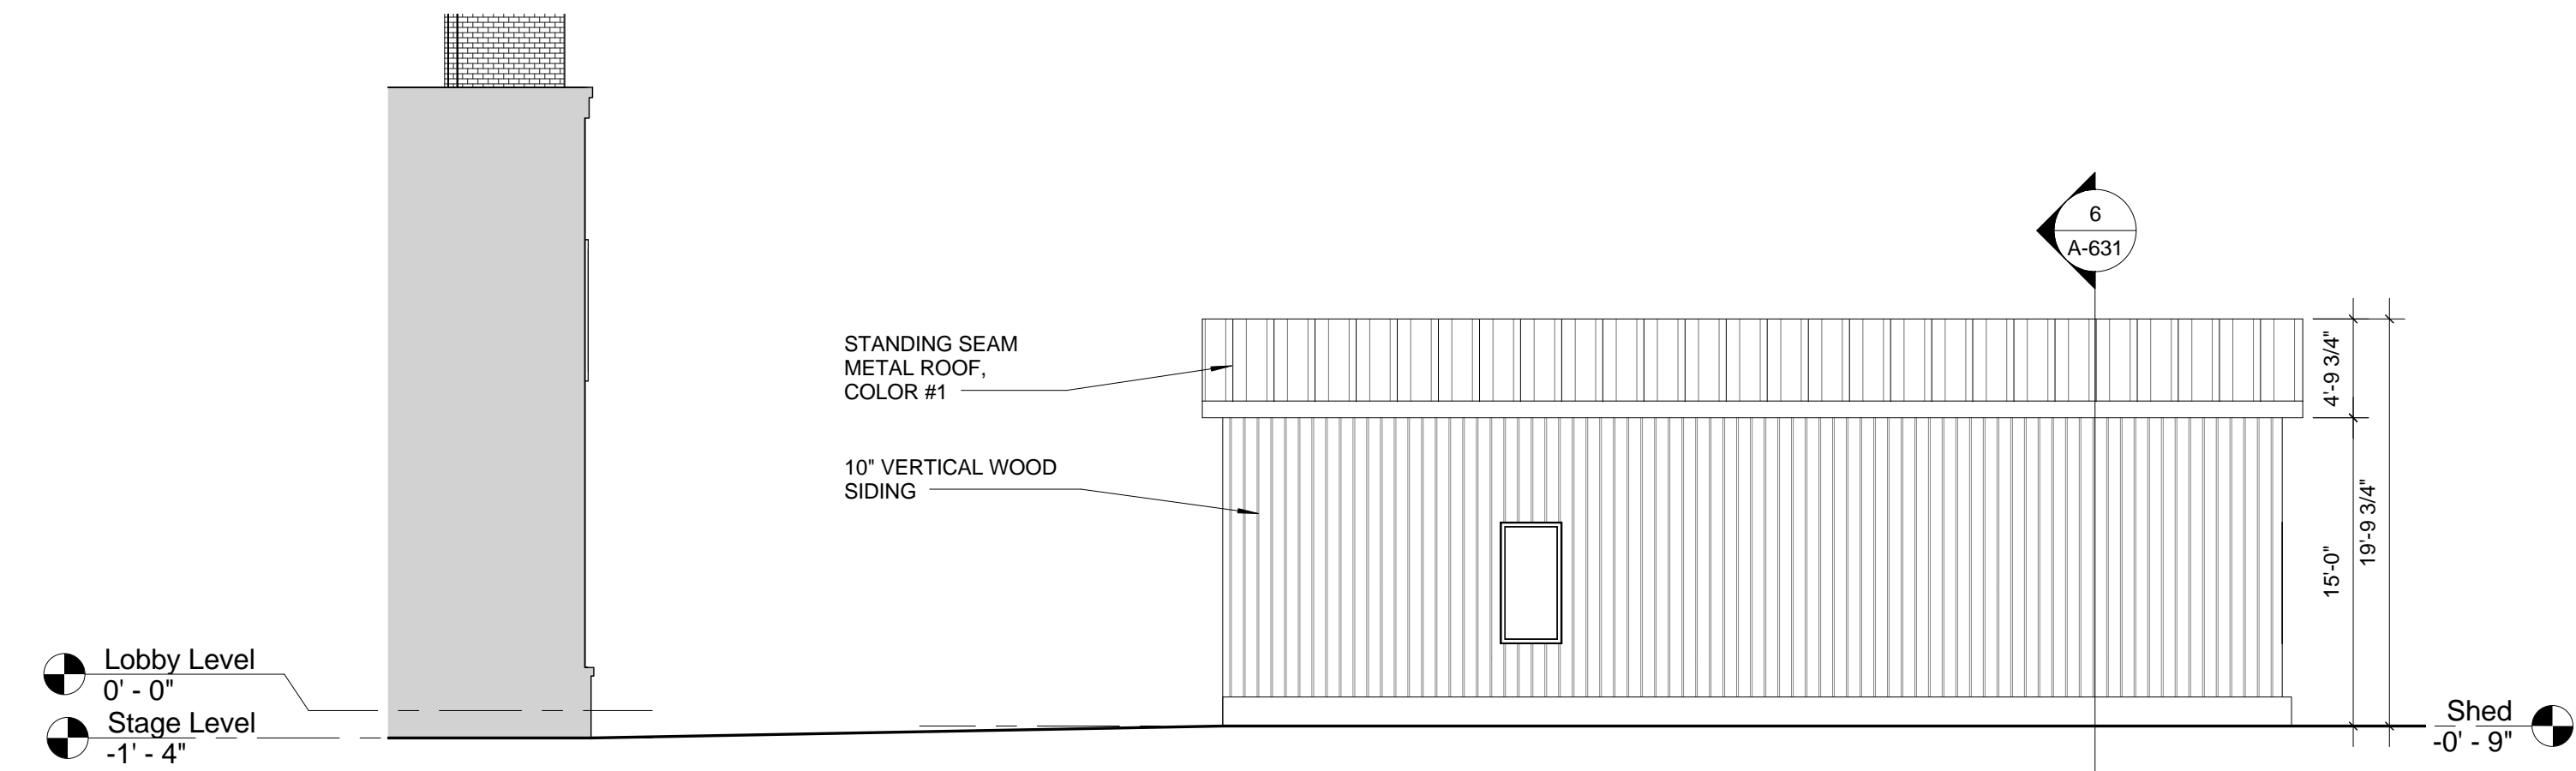 6
A-631
STANDING SEAM
METAL ROOF,
COLOR #1
4'-9 3/4"
10" VERTICAL WOOD
SIDING
19'-9 3/4"
15'-0"
Lobby Level
0' - 0"
Stage Level
-1' - 4"
Shed
-0' - 9"